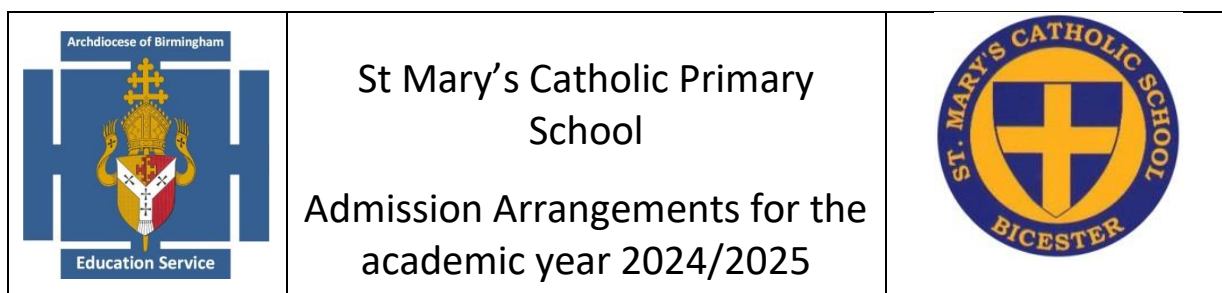 Archdiocese of Birmingham
Education Service
St Mary’s Catholic Primary
School
Admission Arrangements for the
academic year 2024/2025
ST. MARY'S CATHOLIC SCHOOL
BICESTER